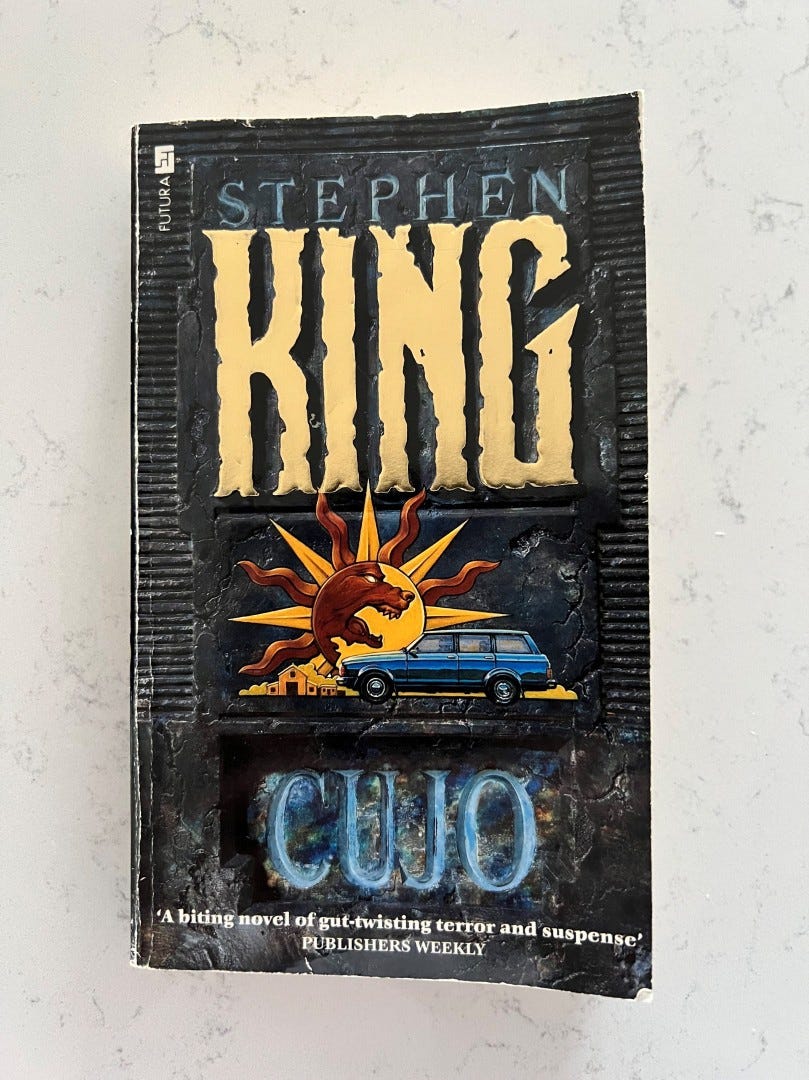 FUTURA
STEPHEN
KING
CUJO
‘A biting novel of gut-twisting terror and suspense’
PUBLISHERS WEEKLY